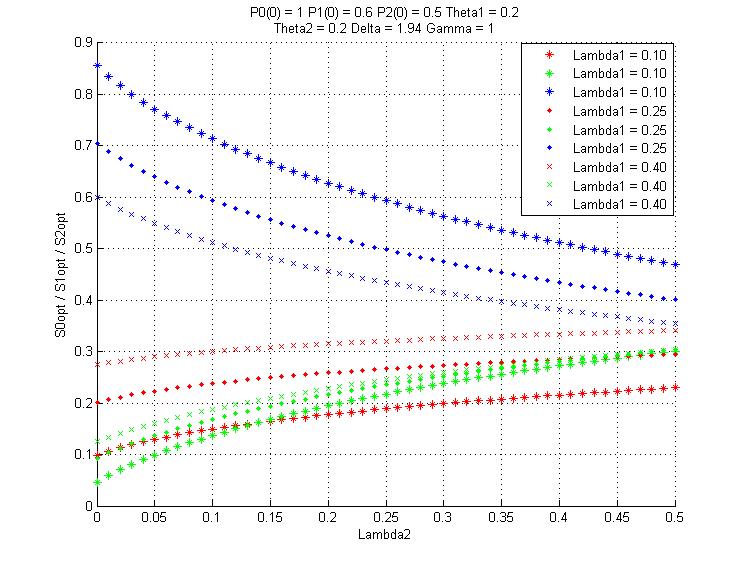 P0(0) = 1 P1(0) = 0.6 P2(0) = 0.5 Theta1 = 0.2
Theta2 = 0.2 Delta = 1.94 Gamma = 1
Lambda1 = 0.10
Lambda1 = 0.10
Lambda1 = 0.10
Lambda1 = 0.25
Lambda1 = 0.25
Lambda1 = 0.25
Lambda1 = 0.40
Lambda1 = 0.40
Lambda1 = 0.40
S0opt / S1opt / S2opt
0.9
0.8
0.7
0.6
0.5
0.4
0.3
0.2
0.1
0
0 0.05 0.1 0.15 0.2 0.25 0.3 0.35 0.4 0.45 0.5
Lambda2